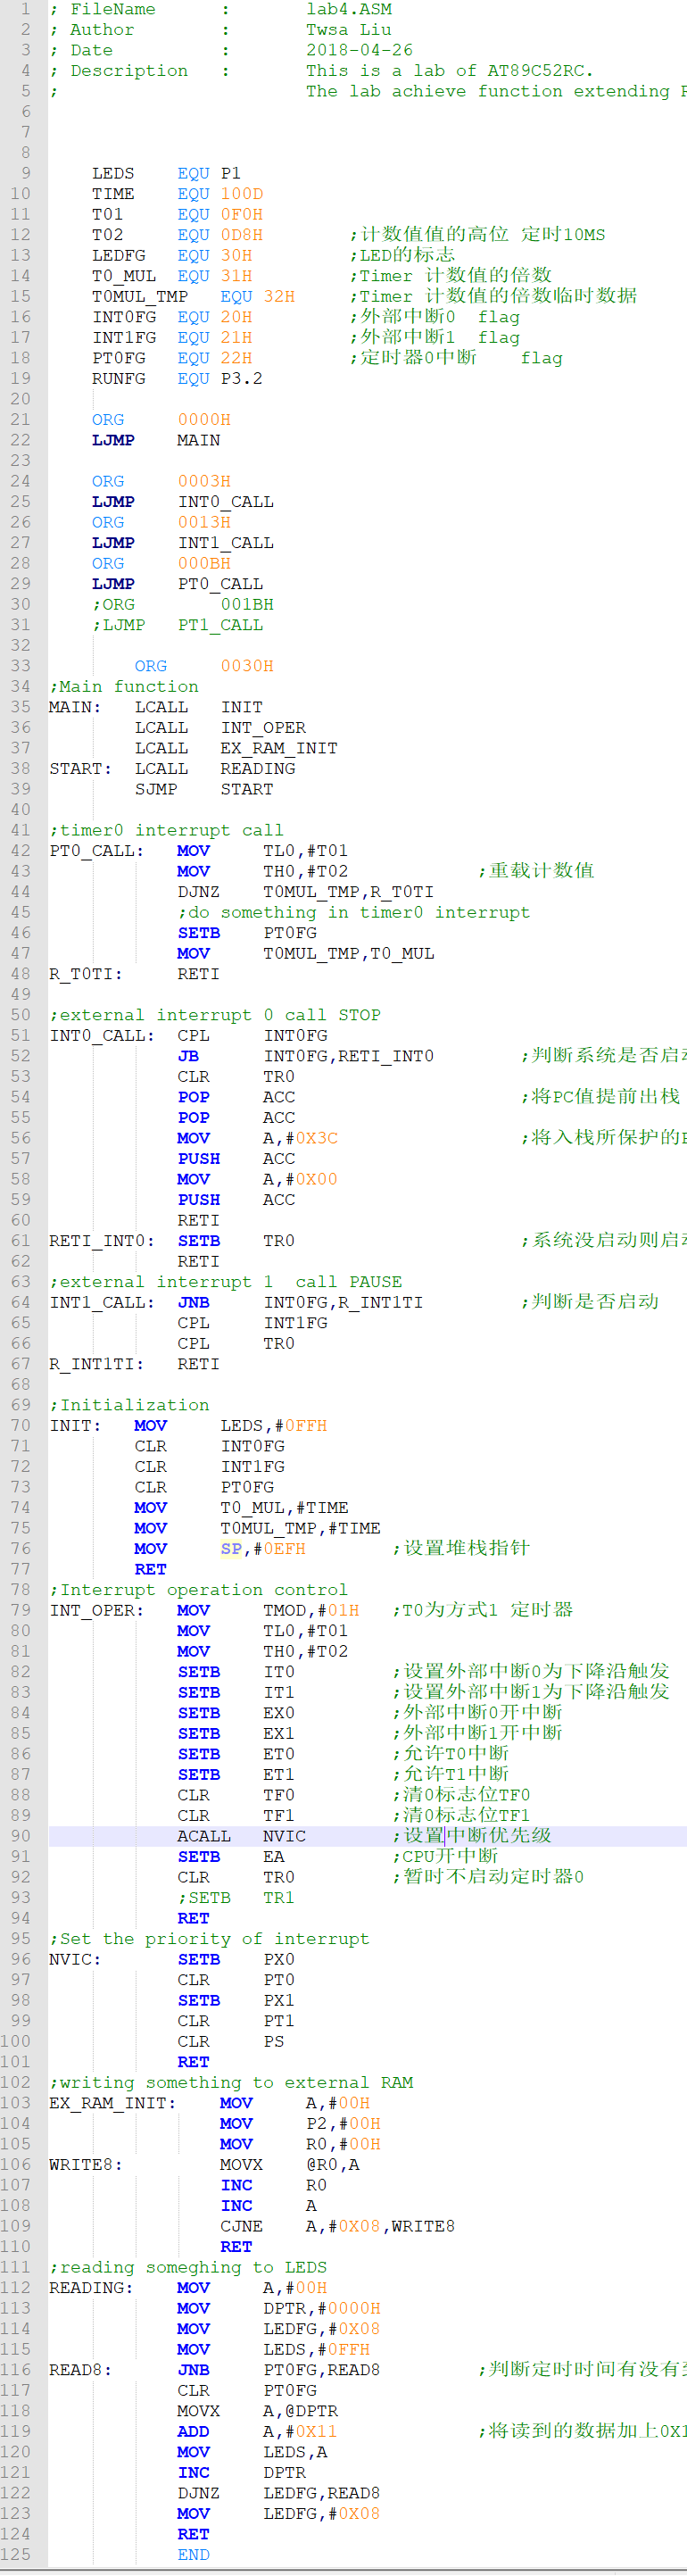 1 ; FileName : lab4.ASM
2 ; Author : Twsa Liu
3 ; Date : 2018-04-26
4 ; Description : This is a lab of AT89C52RC.
5 ; The lab achieve function extending
6
7
8
9 LEDS EQU P1
10 TIME EQU 100D
11 T01 EQU 0F0H
12 T02 EQU 0D8H ;计数值值的高位 定时10MS
13 LEDFG EQU 30H ;LED的标志
14 T0_MUL EQU 31H ;Timer 计数值的倍数
15 T0MUL_TMP EQU 32H ;Timer 计数值的倍数临时数据
16 INT0FG EQU 20H ;外部中断0 flag
17 INT1FG EQU 21H ;外部中断1 flag
18 PT0FG EQU 22H ;定时器0中断 flag
19 RUNFG EQU P3.2
20
21 ORG 0000H
22 LJMP MAIN
23
24 ORG 0003H
25 LJMP INT0_CALL
26 ORG 0013H
27 LJMP INT1_CALL
28 ORG 000BH
29 LJMP PT0_CALL
30 ;ORG 001BH
31 ;LJMP PT1_CALL
32
33 ORG 0030H
34 ;Main function
35 MAIN: LCALL INIT
36 LCALL INT_OPER
37 LCALL EX_RAM_INIT
38 START: LCALL READING
39 SJMP START
40
41 ;timer0 interrupt call
42 PT0_CALL: MOV TL0,#T01
43 MOV TH0,#T02 ;重载计数值
44 DJNZ T0MUL_TMP,R_T0TI
45 ;do something in timer0 interrupt
46 SETB PT0FG
47 MOV T0MUL_TMP,T0_MUL
48 R_T0TI: RETI
49
50 ;external interrupt 0 call STOP
51 INT0_CALL: CPL INT0FG
52 JB INT0FG,RETI_INT0 ;判断系统是否启
53 CLR TR0
54 POP ACC ;将PC值提前出栈
55 POP ACC
56 MOV A,#0X3C ;将入栈所保护的
57 PUSH ACC
58 MOV A,#0X00
59 PUSH ACC
60 RETI
61 RETI_INT0: SETB TR0 ;系统没启动则启
62 RETI
63 ;external interrupt 1 call PAUSE
64 INT1_CALL: JNB INT0FG,R_INT1TI ;判断是否启动
65 CPL INT1FG
66 CPL TR0
67 R_INT1TI: RETI
68
69 ;Initialization
70 INIT: MOV LEDS,#0FFH
71 CLR INT0FG
72 CLR INT1FG
73 CLR PT0FG
74 MOV T0_MUL,#TIME
75 MOV T0MUL_TMP,#TIME
76 MOV SP,#0EFH ;设置堆栈指针
77 RET
78 ;Interrupt operation control
79 INT_OPER: MOV TMOD,#01H ;T0为方式1 定时器
80 MOV TL0,#T01
81 MOV TH0,#T02
82 SETB IT0 ;设置外部中断0为下降沿触发
83 SETB IT1 ;设置外部中断1为下降沿触发
84 SETB EX0 ;外部中断0开中断
85 SETB EX1 ;外部中断1开中断
86 SETB ET0 ;允许T0中断
87 SETB ET1 ;允许T1中断
88 CLR TF0 ;清0标志位TF0
89 CLR TF1 ;清0标志位TF1
90 ACALL NVIC ;设置中断优先级
91 SETB EA ;CPU开中断
92 CLR TR0 ;暂时不启动定时器0
93 ;SETB TR1
94 RET
95 ;Set the priority of interrupt
96 NVIC: SETB PX0
97 CLR PT0
98 SETB PX1
99 CLR PT1
100 CLR PS
101 RET
102 ;writing something to external RAM
103 EX_RAM_INIT: MOV A,#00H
104 MOV P2,#00H
105 MOV R0,#00H
106 WRITE8: MOVX @R0,A
107 INC R0
108 INC A
109 CJNE A,#0X08,WRITE8
110 RET
111 ;reading someghing to LEDS
112 READING: MOV A,#00H
113 MOV DPTR,#0000H
114 MOV LEDFG,#0X08
115 MOV LEDS,#0FFH
116 READ8: JNB PT0FG,READ8 ;判断定时时间有没有
117 CLR PT0FG
118 MOVX A,@DPTR
119 ADD A,#0X11 ;将读到的数据加上0X1
120 MOV LEDS,A
121 INC DPTR
122 DJNZ LEDFG,READ8
123 MOV LEDFG,#0X08
124 RET
125 END